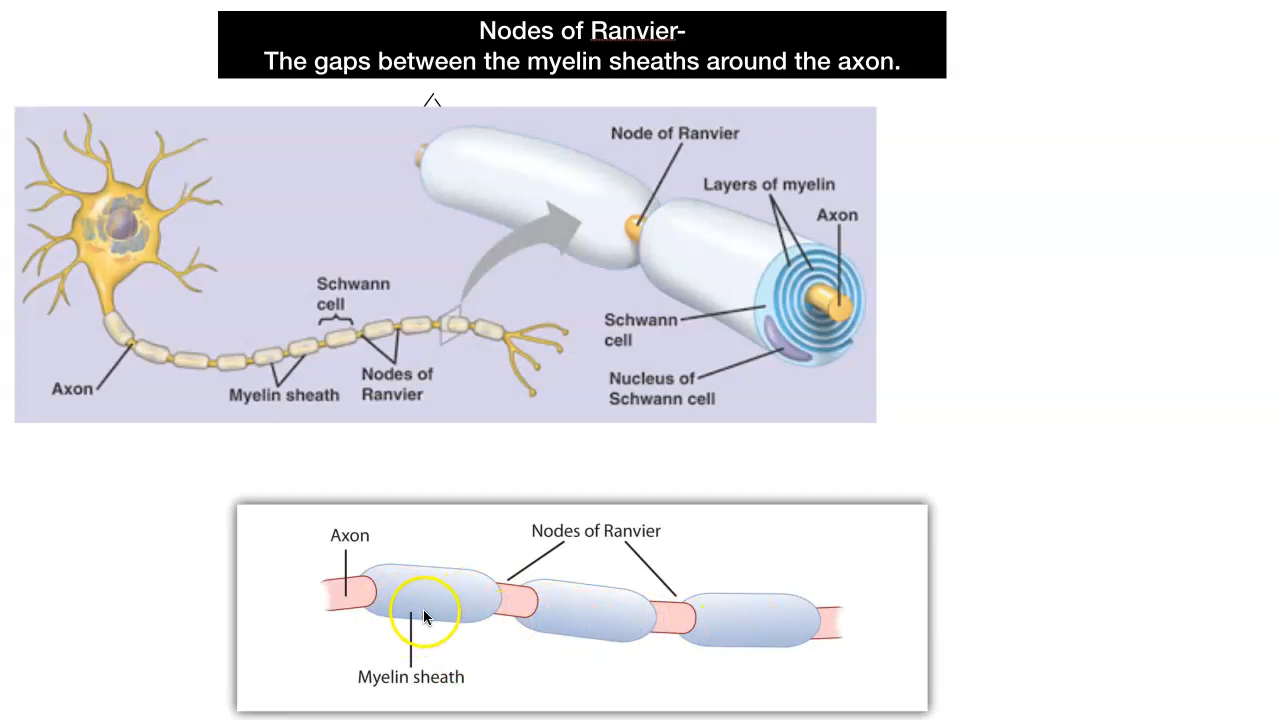 Nodes of Ranvier-
The gaps between the myelin sheaths around the axon.
Node of Ranvier
Layers of myelin
Axon
Schwann
cell
Schwann
cell
Nodes of
Ranvier
Myelin sheath
Axon
Nucleus of
Schwann cell
Axon
Nodes of Ranvier
Myelin sheath